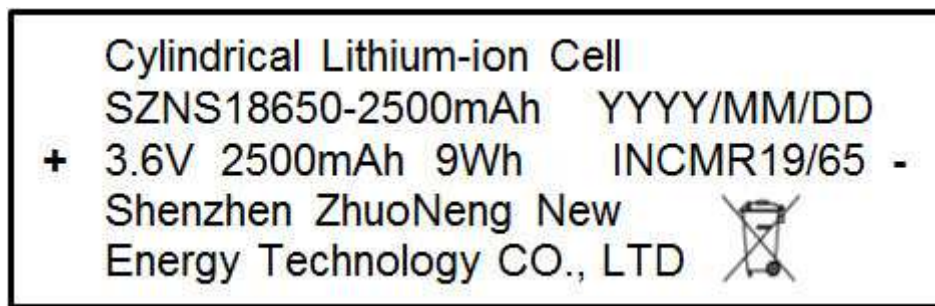 Cylindrical Lithium-ion Cell
SZNS18650-2500mAh YYYY/MM/DD
+ 3.6V 2500mAh 9Wh INCMR19/65 -
Shenzhen ZhuoNeng New
Energy Technology CO., LTD